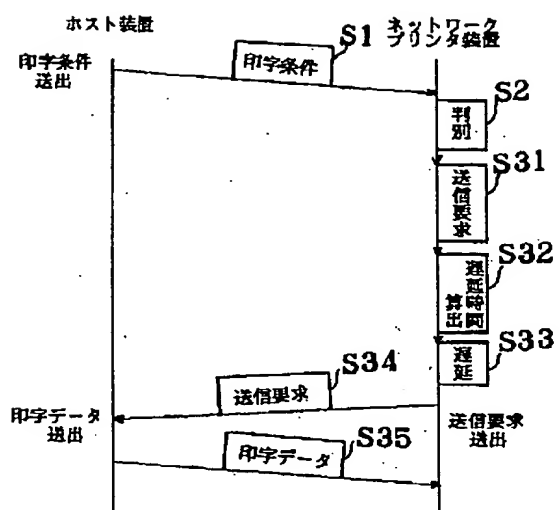 ホスト装置
ネットワーク
プリンタ装置
S1
印字条件
印字条件
送出
S2
判別
S31
送信要求
S32
遅延時間
算出
S33
遅延
S34
送信要求
印字データ
送出
送信要求
送出
S35
印字データ